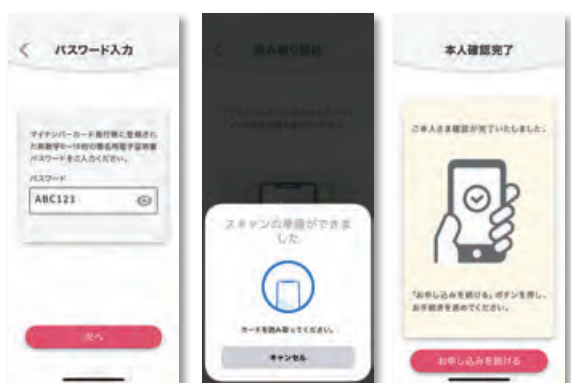 パスワード入力
マイナンバーカード発行時に登録され
た英数字6~16桁の署名用電子証明書
パスワードをご入力ください。
パスワード
ABC123
次へ
読み取り開始
スキャンの準備ができま
した
カードを読み取ってください。
キャンセル
本人確認完了
ご本人さま確認が完了いたしました。
「お申し込みを続ける」ボタンを押し、
お手続きを進めてください。
お申し込みを続ける